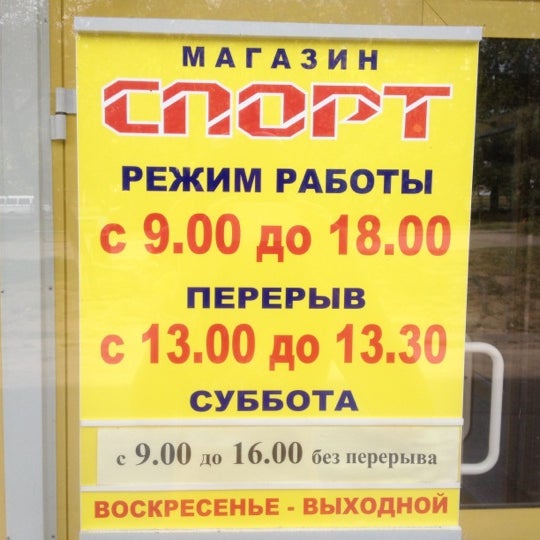 МАГАЗИН
СПОРТ
РЕЖИМ РАБОТЫ
с 9.00 до 18.00
ПЕРЕРЫВ
с 13.00 до 13.30
СУББОТА
с 9.00 до 16.00 без перерыва
ВОСКРЕСЕНЬЕ - ВЫХОДНОЙ